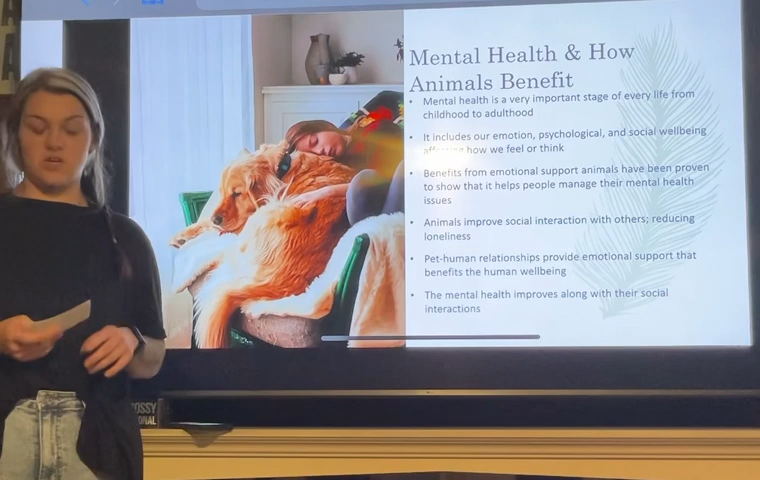 Mental Health & How
Animals Benefit
• Mental health is a very important stage of every life from
childhood to adulthood
• It includes our emotion, psychological, and social wellbeing
how we feel or think
• Benefits from emotional support animals have been proven
to show that it helps people manage their mental health
issues
• Animals improve social interaction with others; reducing
loneliness
• Pet-human relationships provide emotional support that
benefits the human wellbeing
• The mental health improves along with their social
interactions